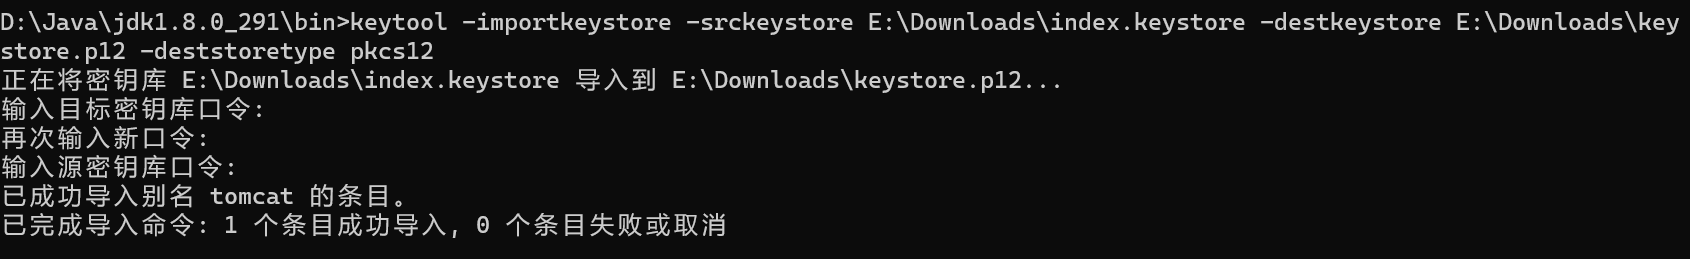 D:\Java\jdk1.8.0_291\bin>keytool -importkeystore -srckeystore E:\Downloads\index.keystore -destkeystore E:\Downloads\key
store.p12 -deststoretype pkcs12
正在将密钥库 E:\Downloads\index.keystore 导入到 E:\Downloads\keystore.p12...
输入目标密钥库口令:
再次输入新口令:
输入源密钥库口令:
已成功导入别名 tomcat 的条目。
已完成导入命令: 1 个条目成功导入, 0 个条目失败或取消